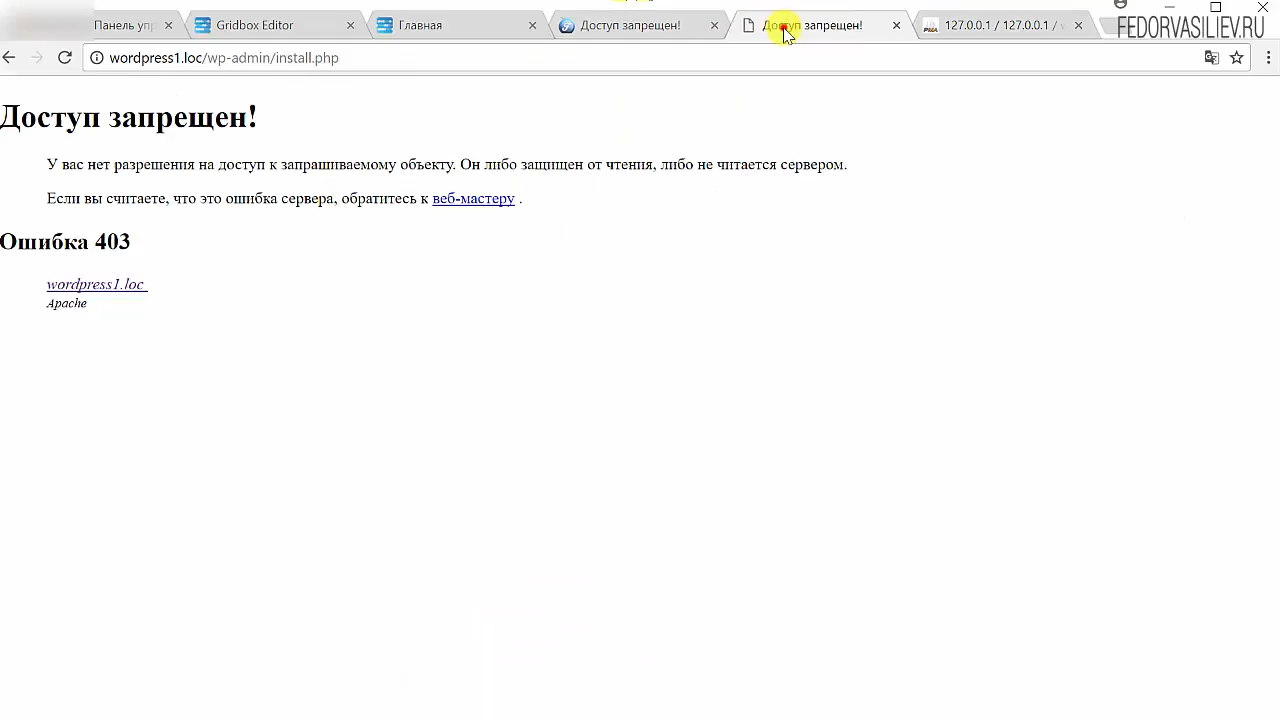 Панель упр
Gridbox Editor
Главная
Доступ запрещен!
Доступ запрещен!
127.0.0.1 / 127.0.0.1 /
FEDORVASILIEV.RU
wordpress1.loc/wp-admin/install.php
Доступ запрещен!
У вас нет разрешения на доступ к запрашиваемому объекту. Он либо защищен от чтения, либо не читается сервером.
Если вы считаете, что это ошибка сервера, обратитесь к веб-мастеру .
Ошибка 403
wordpress1.loc
Apache